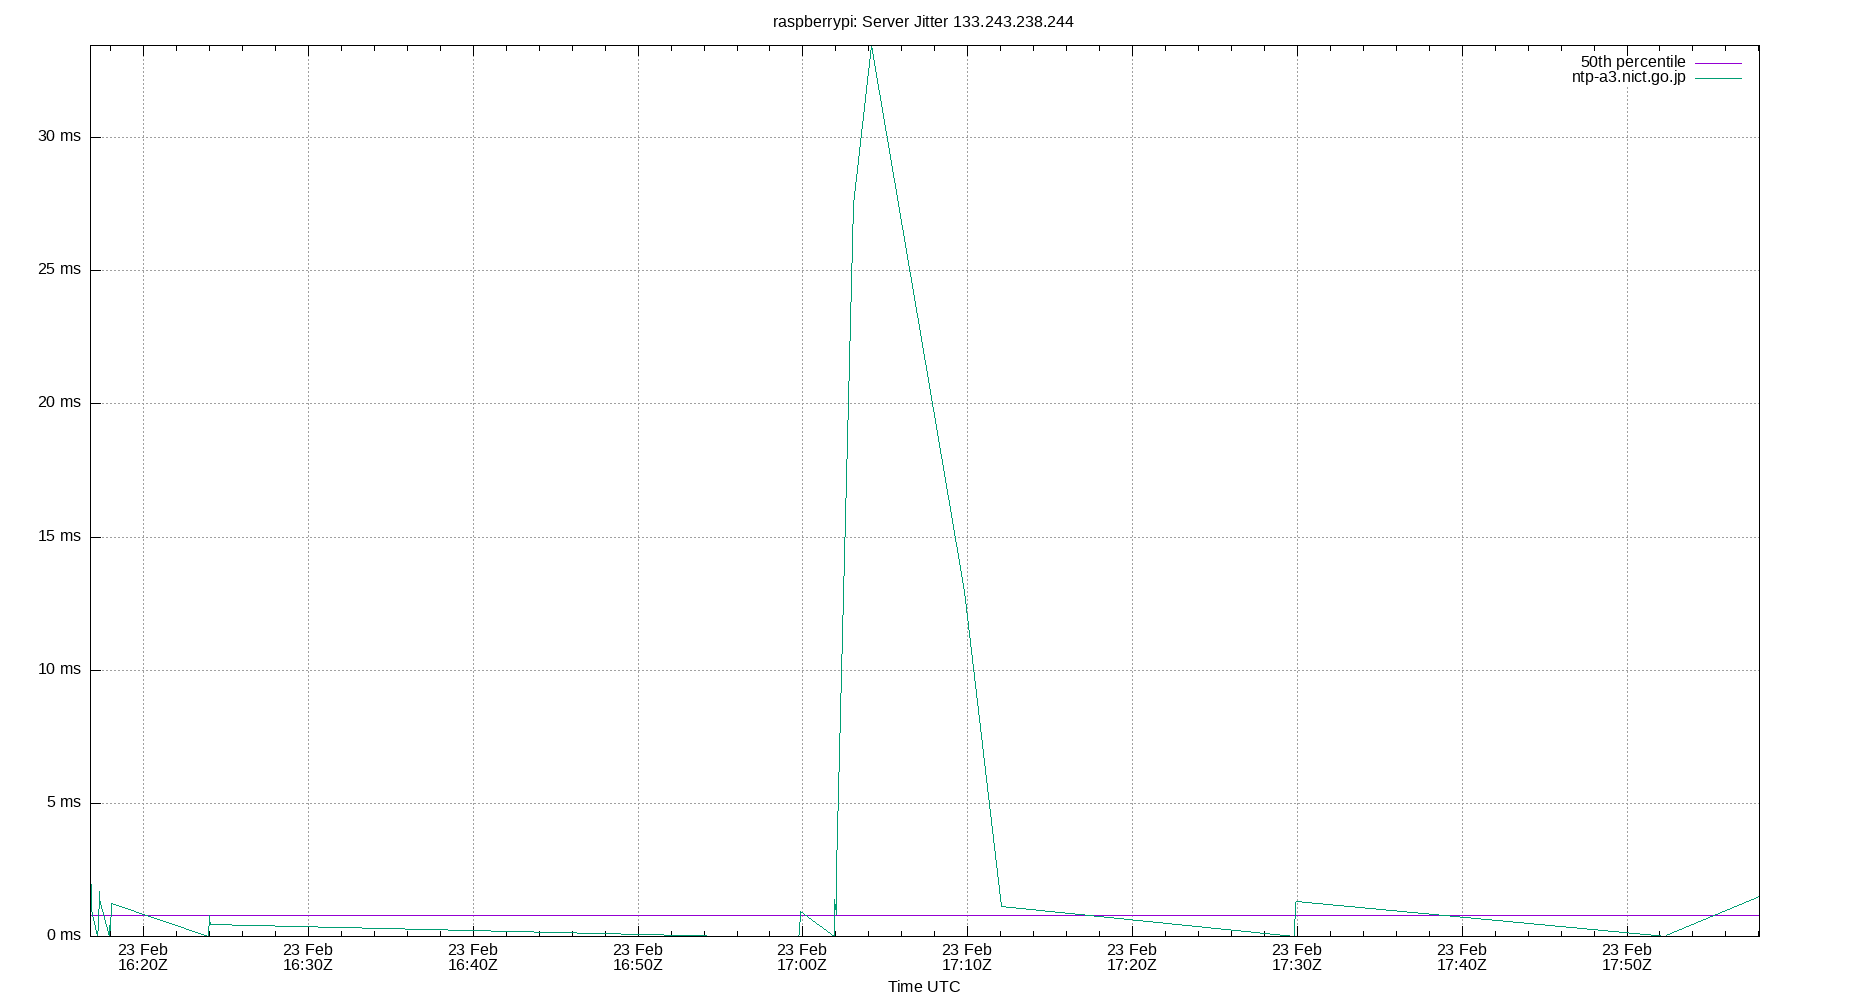 raspberrypi: Server Jitter 133.243.238.244
50th percentile
ntp-a3.nict.go.jp
30 ms
25 ms
20 ms
15 ms
10 ms
5 ms
0 ms
23 Feb 23 Feb 23 Feb 23 Feb 23 Feb 23 Feb 23 Feb 23 Feb 23 Feb 23 Feb
16:20Z 16:30Z 16:40Z 16:50Z 17:00Z 17:10Z 17:20Z 17:30Z 17:40Z 17:50Z
Time UTC